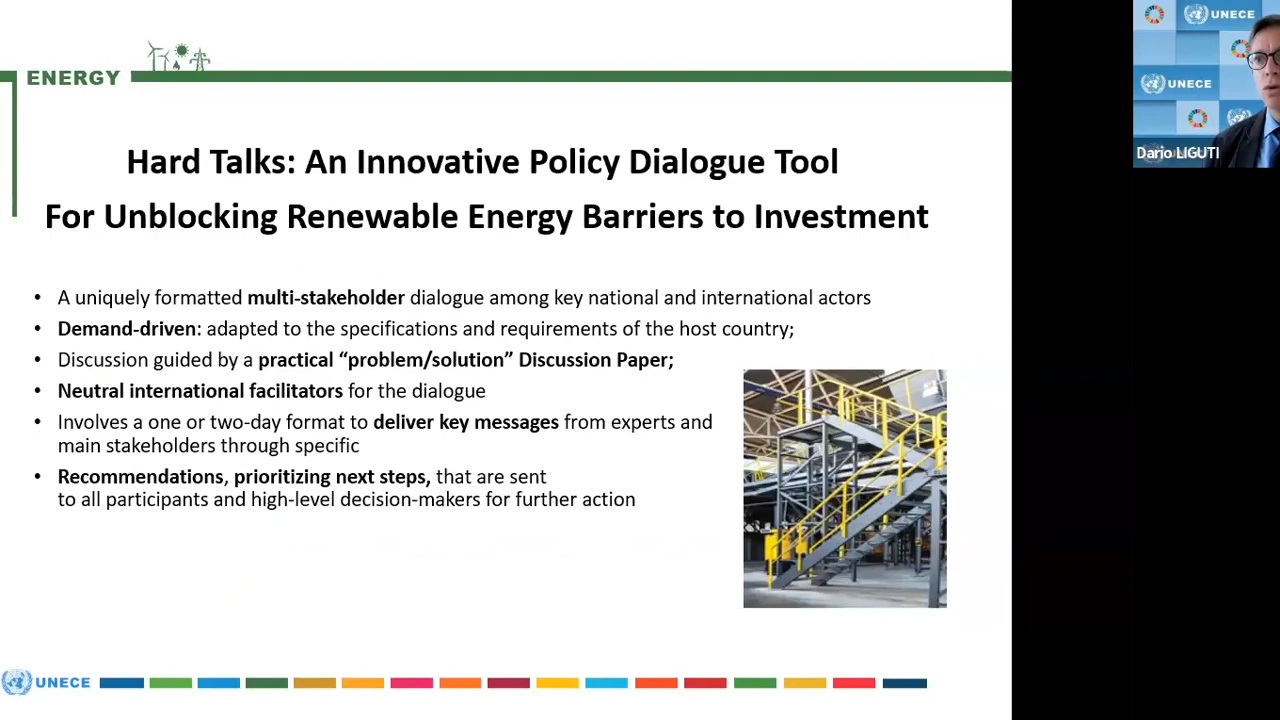 ENERGY
Hard Talks: An Innovative Policy Dialogue Tool
For Unblocking Renewable Energy Barriers to Investment
• A uniquely formatted multi-stakeholder dialogue among key national and international actors
• Demand-driven: adapted to the specifications and requirements of the host country;
• Discussion guided by a practical “problem/solution” Discussion Paper;
• Neutral international facilitators for the dialogue
• Involves a one or two-day format to deliver key messages from experts and
main stakeholders through specific
• Recommendations, prioritizing next steps, that are sent
to all participants and high-level decision-makers for further action
UNECE
UNECE
UNECE
Dario LIGUTI